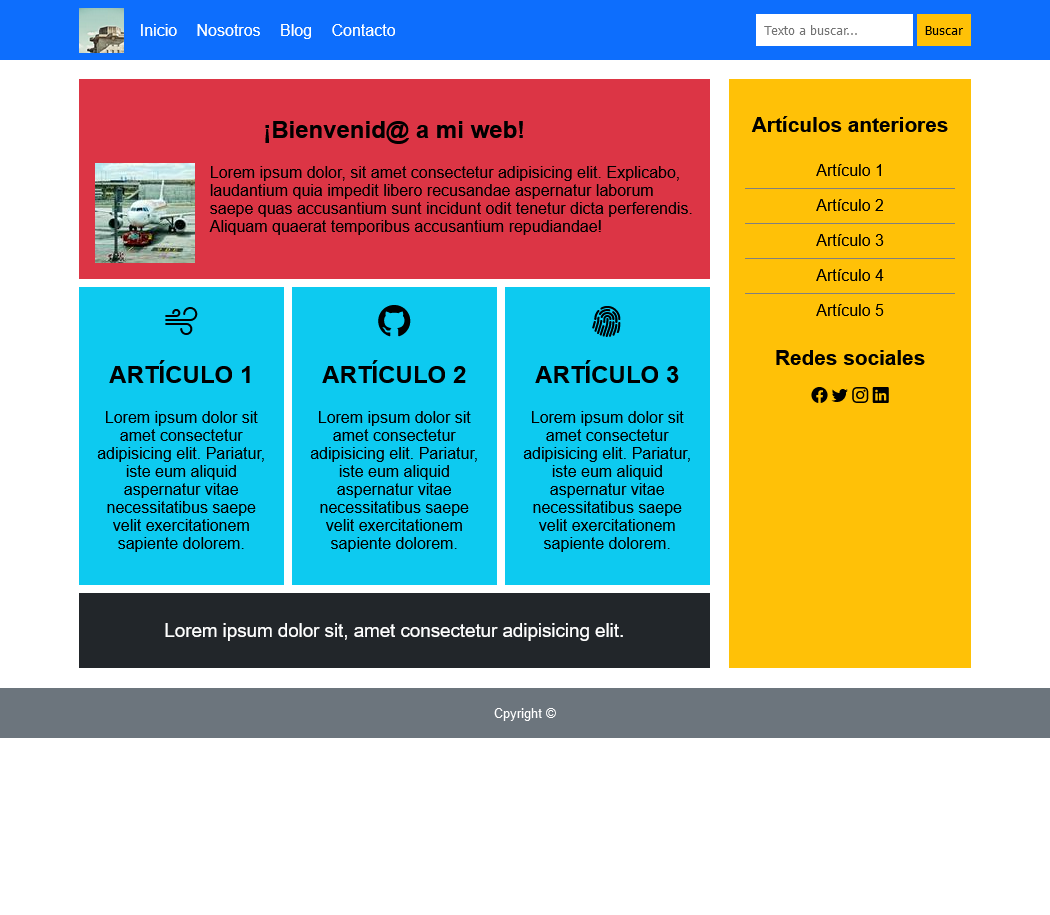 Inicio Nosotros Blog Contacto
Texto a buscar... Buscar
¡Bienvenid@ a mi web!
Lorem ipsum dolor, sit amet consectetur adipisicing elit. Explicabo,
laudantium quia impedit libero recusandae aspernatur laborum
saepe quas accusantium sunt incidunt odit tenetur dicta perferendis.
Aliquam quaerat temporibus accusantium repudiandae!
ARTÍCULO 1
Lorem ipsum dolor sit
amet consectetur
adipisicing elit. Pariatur,
iste eum aliquid
aspernatur vitae
necessitatibus saepe
velit exercitationem
sapiente dolorem.
ARTÍCULO 2
Lorem ipsum dolor sit
amet consectetur
adipisicing elit. Pariatur,
iste eum aliquid
aspernatur vitae
necessitatibus saepe
velit exercitationem
sapiente dolorem.
ARTÍCULO 3
Lorem ipsum dolor sit
amet consectetur
adipisicing elit. Pariatur,
iste eum aliquid
aspernatur vitae
necessitatibus saepe
velit exercitationem
sapiente dolorem.
Lorem ipsum dolor sit, amet consectetur adipisicing elit.
Artículos anteriores
Artículo 1
Artículo 2
Artículo 3
Artículo 4
Artículo 5
Redes sociales
Cpyright ©